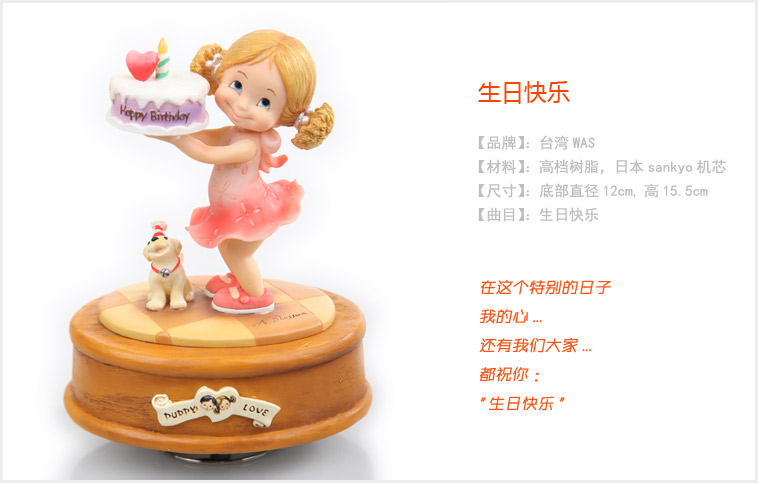 Happy Birthday
PUPPY LOVE
生日快乐
【品牌】：台湾 WAS
【材料】：高档树脂，日本 sankyo 机芯
【尺寸】：底部直径 12cm, 高 15.5cm
【曲目】：生日快乐
在这个特别的日子
我的心 ...
还有我们大家 ...
都祝你 ：
“ 生日快乐 ”